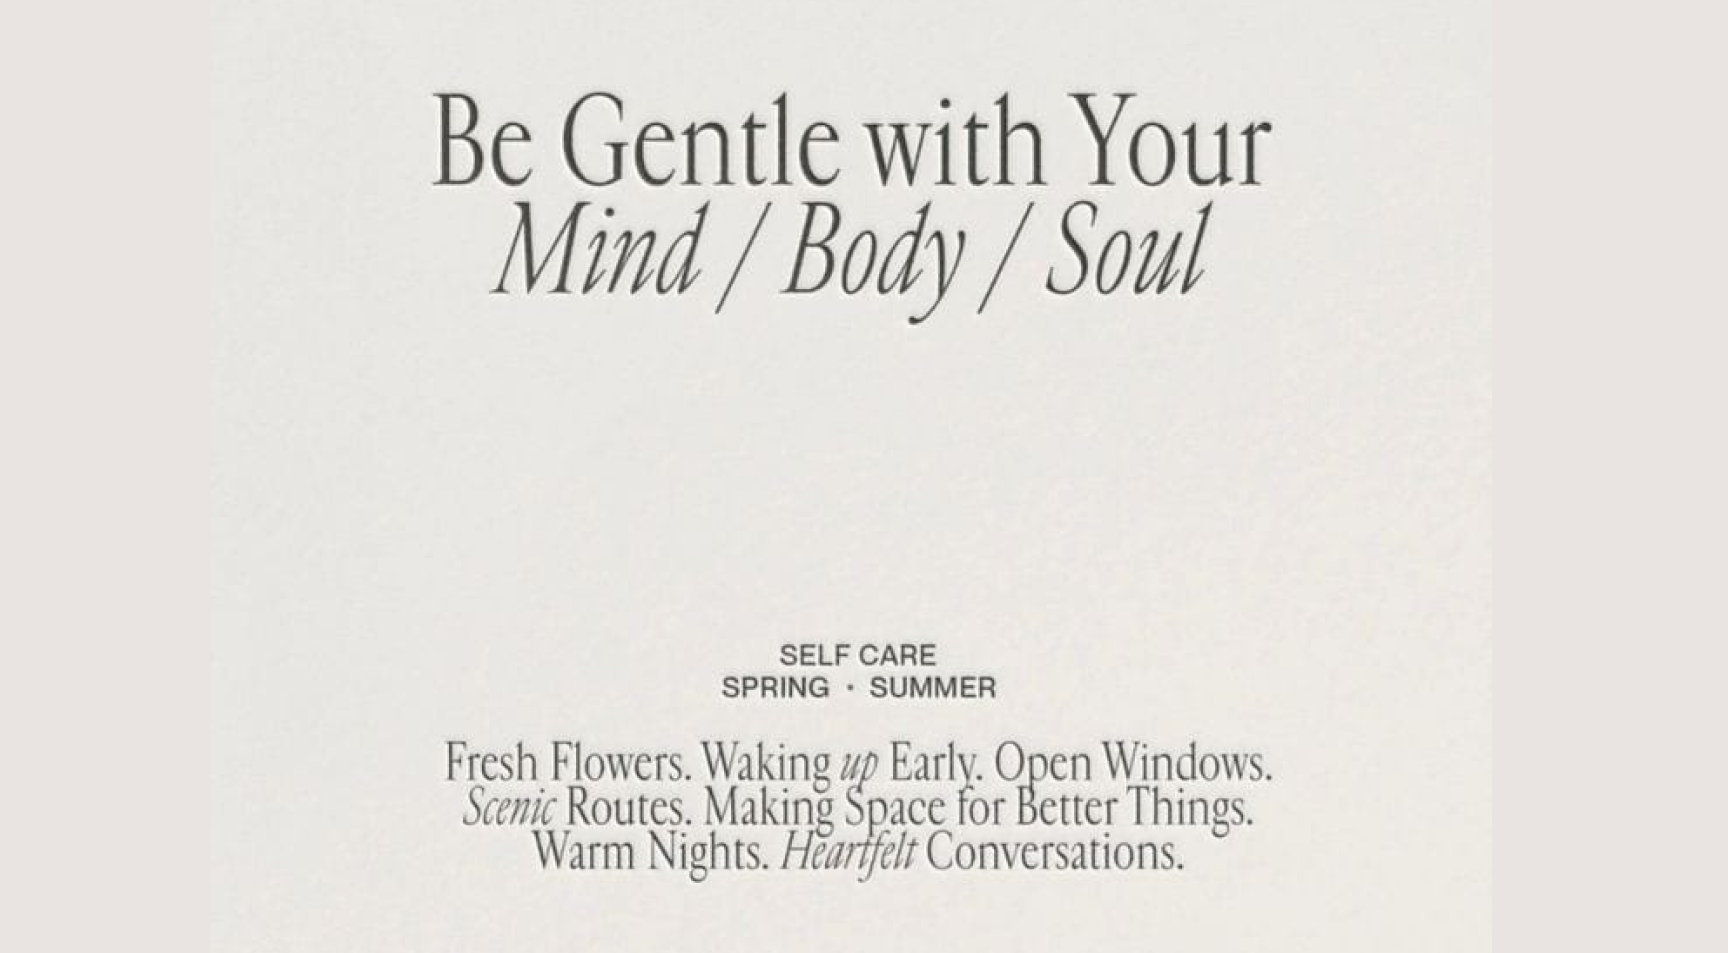 Be Gentle with Your
Mind / Body / Soul
SELF CARE
SPRING · SUMMER
Fresh Flowers. Waking up Early. Open Windows.
Scenic Routes. Making Space for Better Things.
Warm Nights. Heartfelt Conversations.